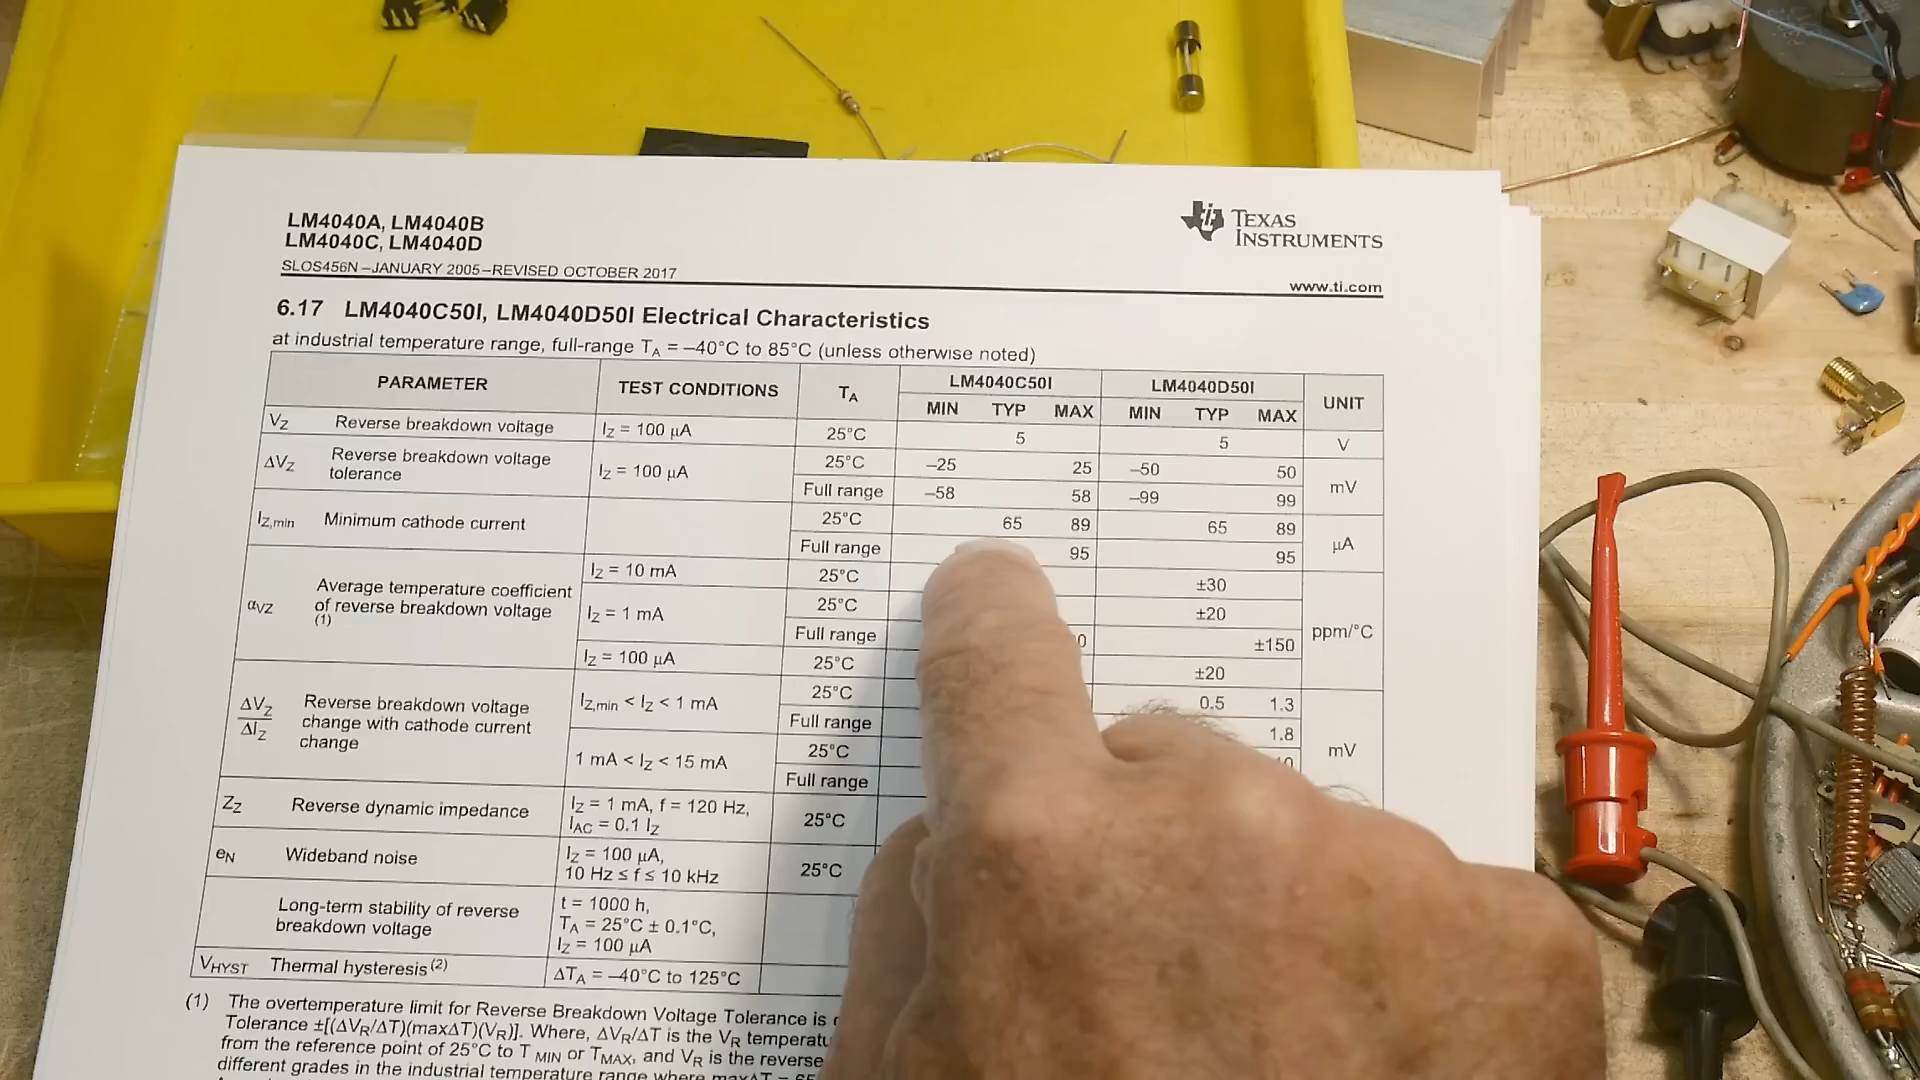 LM4040A, LM4040B
LM4040C, LM4040D
SLOS456N–JANUARY 2005–REVISED OCTOBER 2017
TEXAS
INSTRUMENTS
www.ti.com
6.17 LM4040C50I, LM4040D50I Electrical Characteristics
at industrial temperature range, full-range TA = –40°C to 85°C (unless otherwise noted)
PARAMETER TEST CONDITIONS TA LM4040C50I LM4040D50I UNIT
MIN TYP MAX MIN TYP MAX
VZ Reverse breakdown voltage IZ = 100 µA 25°C 5 5 V
ΔVZ Reverse breakdown voltage tolerance IZ = 100 µA 25°C –25 25 –50 50 mV
Full range –58 58 –99 99
IZ,min Minimum cathode current 25°C 65 89 65 89 µA
Full range 95 95
αVZ Average temperature coefficient of reverse breakdown voltage (1) IZ = 10 mA 25°C ±30 ppm/°C
IZ = 1 mA 25°C ±20
Full range ±150
IZ = 100 µA 25°C ±20
ΔVZ/ΔIZ Reverse breakdown voltage change with cathode current change IZ,min < IZ < 1 mA 25°C 0.5 1.3 mV
Full range 1.8
1 mA < IZ < 15 mA 25°C
Full range
ZZ Reverse dynamic impedance IZ = 1 mA, f = 120 Hz, IAC = 0.1 IZ 25°C
eN Wideband noise IZ = 100 µA, 10 Hz ≤ f ≤ 10 kHz 25°C
Long-term stability of reverse breakdown voltage t = 1000 h, TA = 25°C ± 0.1°C, IZ = 100 µA
VHYST Thermal hysteresis (2) ΔTA = –40°C to 125°C
(1) The overtemperature limit for Reverse Breakdown Voltage Tolerance is
Tolerance ±[(ΔVR/ΔT)(maxΔT)(VR)]. Where, ΔVR/ΔT is the VR
from the reference point of 25°C to TMIN or TMAX, and VR is the reverse
different grades in the industrial temperature range where maxΔT